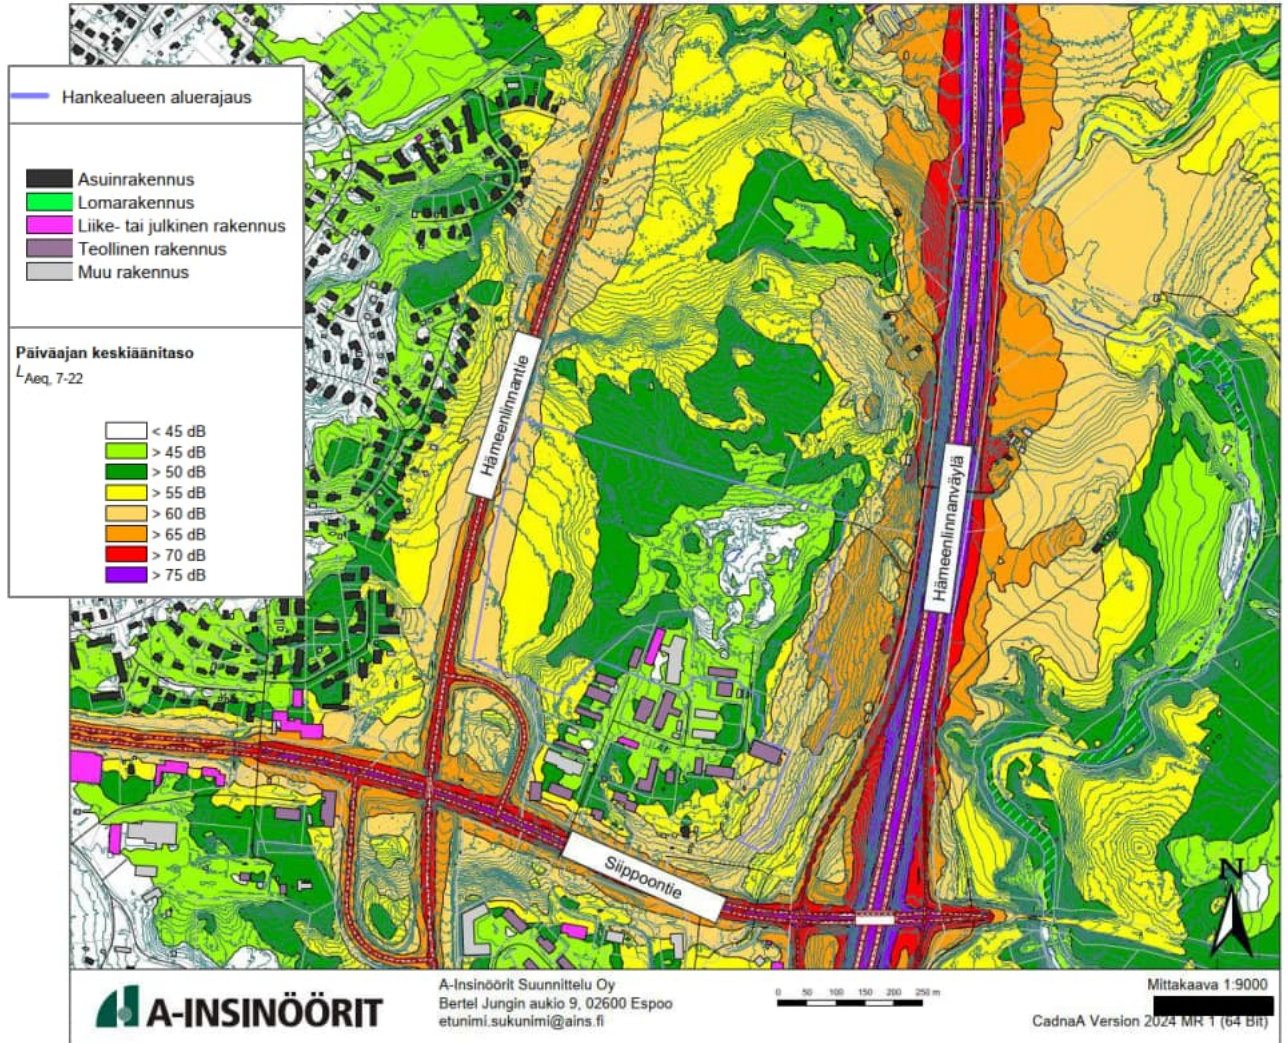 Hankealueen aluerajaus
Asuinrakennus
Lomarakennus
Liike- tai julkinen rakennus
Teollinen rakennus
Muu rakennus
Päiväajan keskiäänitaso
LAeq, 7-22
< 45 dB
> 45 dB
> 50 dB
> 55 dB
> 60 dB
> 65 dB
> 70 dB
> 75 dB
Hämeenlinnantie
Hämeenlinnanväylä
Siippoontie
N
A-INSINÖÖRIT
A-Insinöörit Suunnittelu Oy
Bertel Jungin aukio 9, 02600 Espoo
etunimi.sukunimi@ains.fi
0 50 100 150 200 250 m
Mittakaava 1:9000
CadnaA Version 2024 MR 1 (64 Bit)